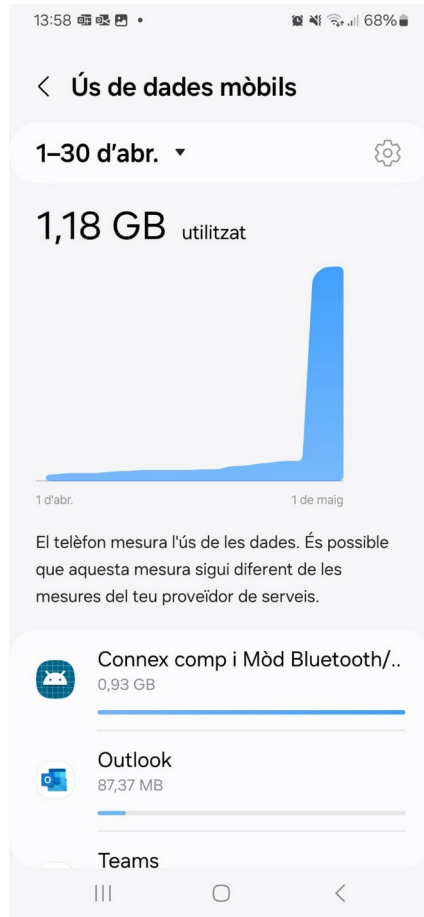 13:58 68%
Ús de dades mòbils
1–30 d'abr.
1,18 GB utilitzat
1 d'abr. 1 de maig
El telèfon mesura l'ús de les dades. És possible
que aquesta mesura sigui diferent de les
mesures del teu proveïdor de serveis.
Connex comp i Mòd Bluetooth/..
0,93 GB
Outlook
87,37 MB
Teams